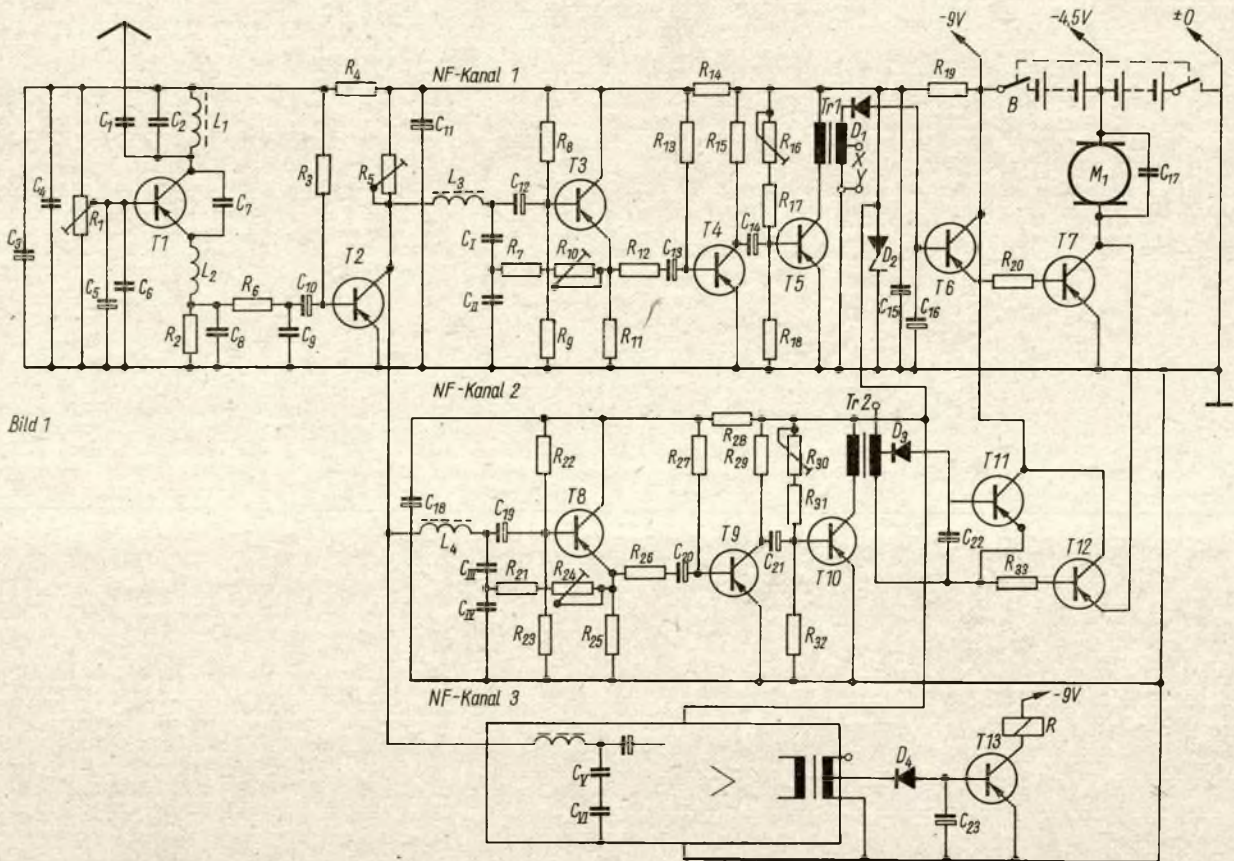 -9V
-4,5V
±0
R4
NF-Kanal 1
R14
R19
B
C1
C2
L1
C11
R8
T3
R13
R15
R16
Tr1
D1
X
Y
M1
C17
C4
R1
R3
R5
L3
C12
C3
T1
C7
R17
T4
C14
T5
D2
T6
R20
T7
C5
C6
L2
R6
C10
T2
CI
R7
R10
R12
C13
CII
C15
C16
R2
C8
C9
R9
R11
R18
Bild 1
NF-Kanal 2
Tr2
D3
R22
R28
R27
R29
R30
T11
C18
C19
T8
R31
L4
R26
C20
T9
C21
T10
C22
R33
T12
CIII
R21
R24
CIV
R23
R25
R32
NF-Kanal 3
-9V
R
T13
D4
CV
CVI
C23